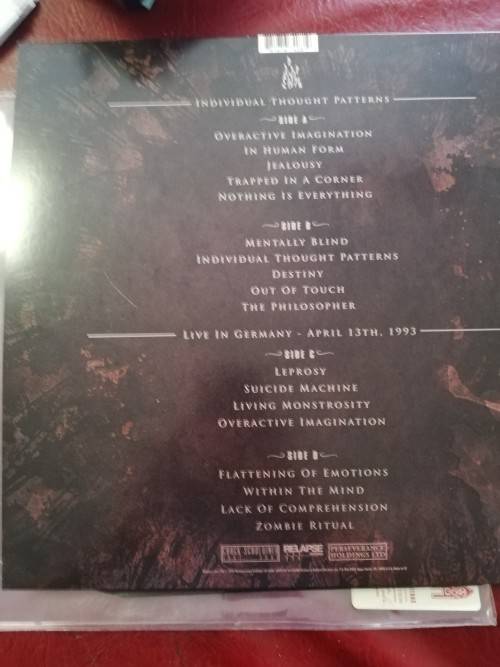 Individual Thought Patterns
Side A
Overactive Imagination
In Human Form
Jealousy
Trapped In A Corner
Nothing Is Everything
Side B
Mentally Blind
Individual Thought Patterns
Destiny
Out Of Touch
The Philosopher
Live In Germany - April 13th, 1993
Side C
Leprosy
Suicide Machine
Living Monstrosity
Overactive Imagination
Side D
Flattening Of Emotions
Within The Mind
Lack Of Comprehension
Zombie Ritual
Chuck Schuldiner RELAPSE Perseverance
Holdings Ltd